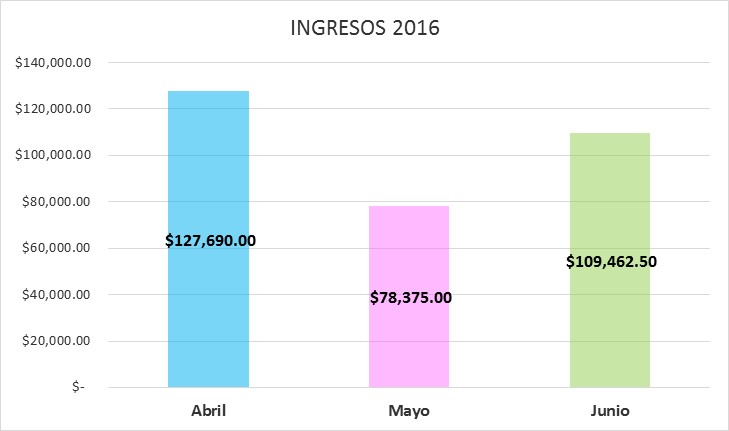 INGRESOS 2016
$140,000.00
$120,000.00
$100,000.00
$80,000.00
$60,000.00
$40,000.00
$20,000.00
$-
$127,690.00
$78,375.00
$109,462.50
Abril
Mayo
Junio